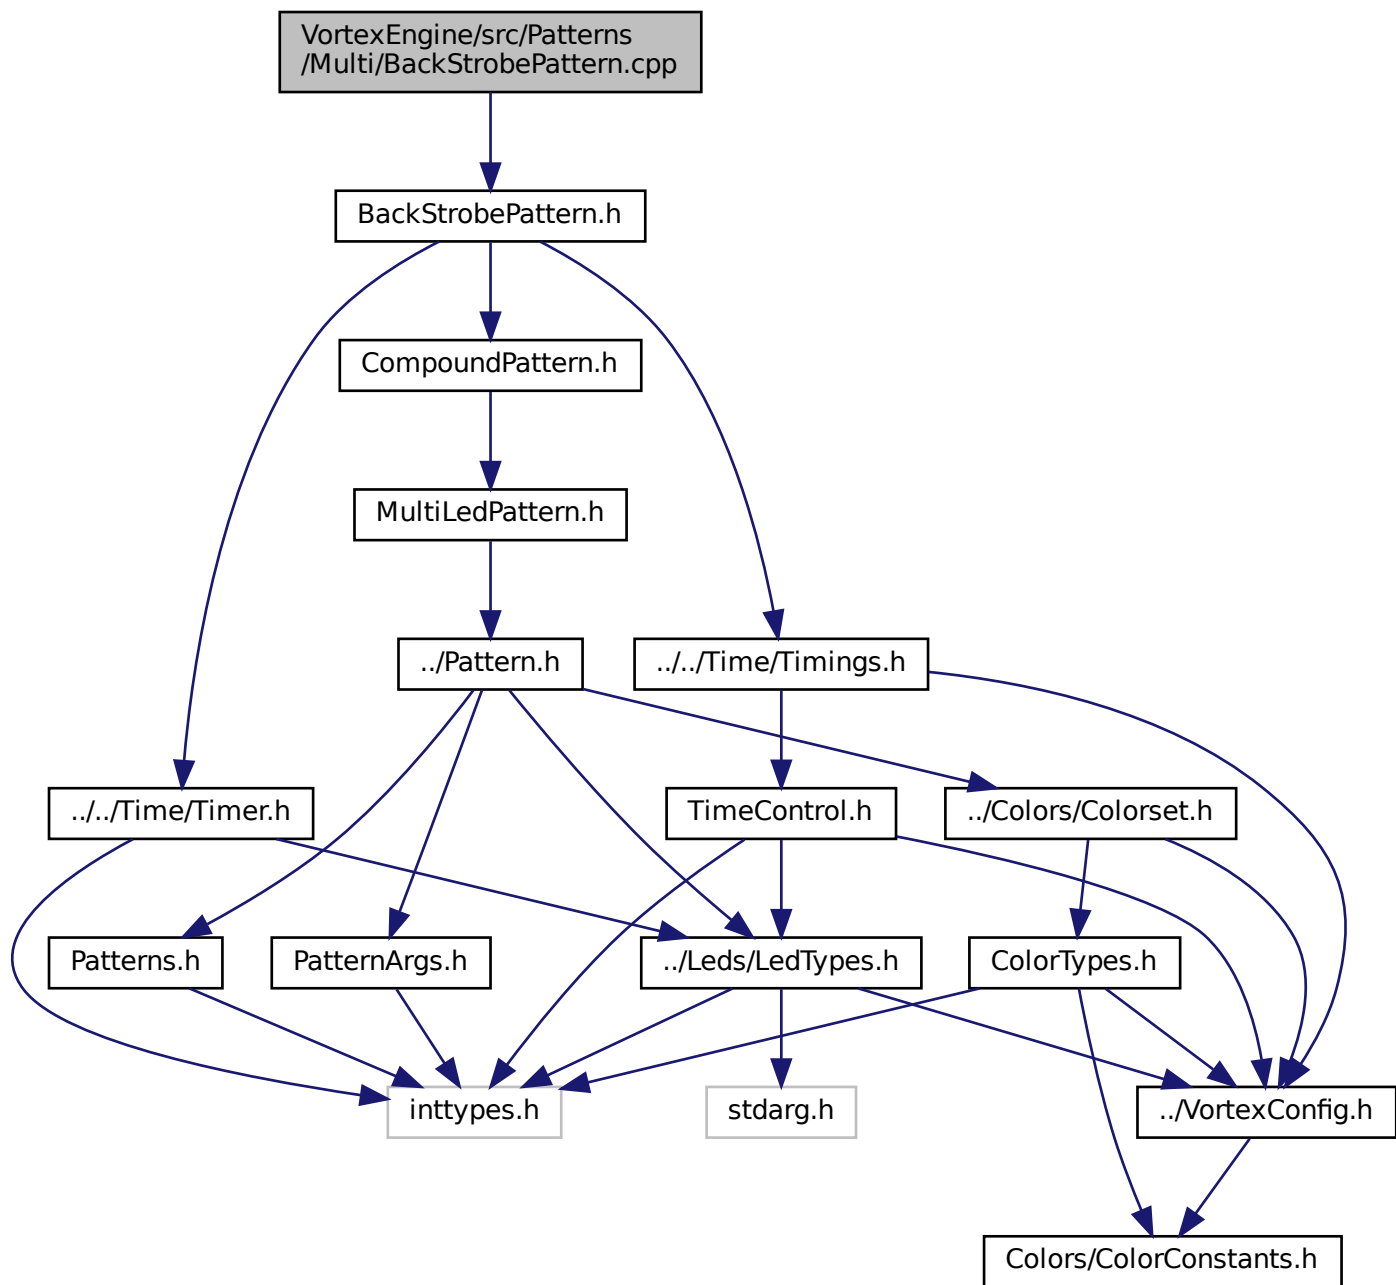 VortexEngine/src/Patterns
/Multi/BackStrobePattern.cpp
BackStrobePattern.h
CompoundPattern.h
MultiLedPattern.h
../Pattern.h
../../Time/Timings.h
../../Time/Timer.h
TimeControl.h
../Colors/Colorset.h
Patterns.h
PatternArgs.h
../Leds/LedTypes.h
ColorTypes.h
inttypes.h
stdarg.h
../VortexConfig.h
Colors/ColorConstants.h